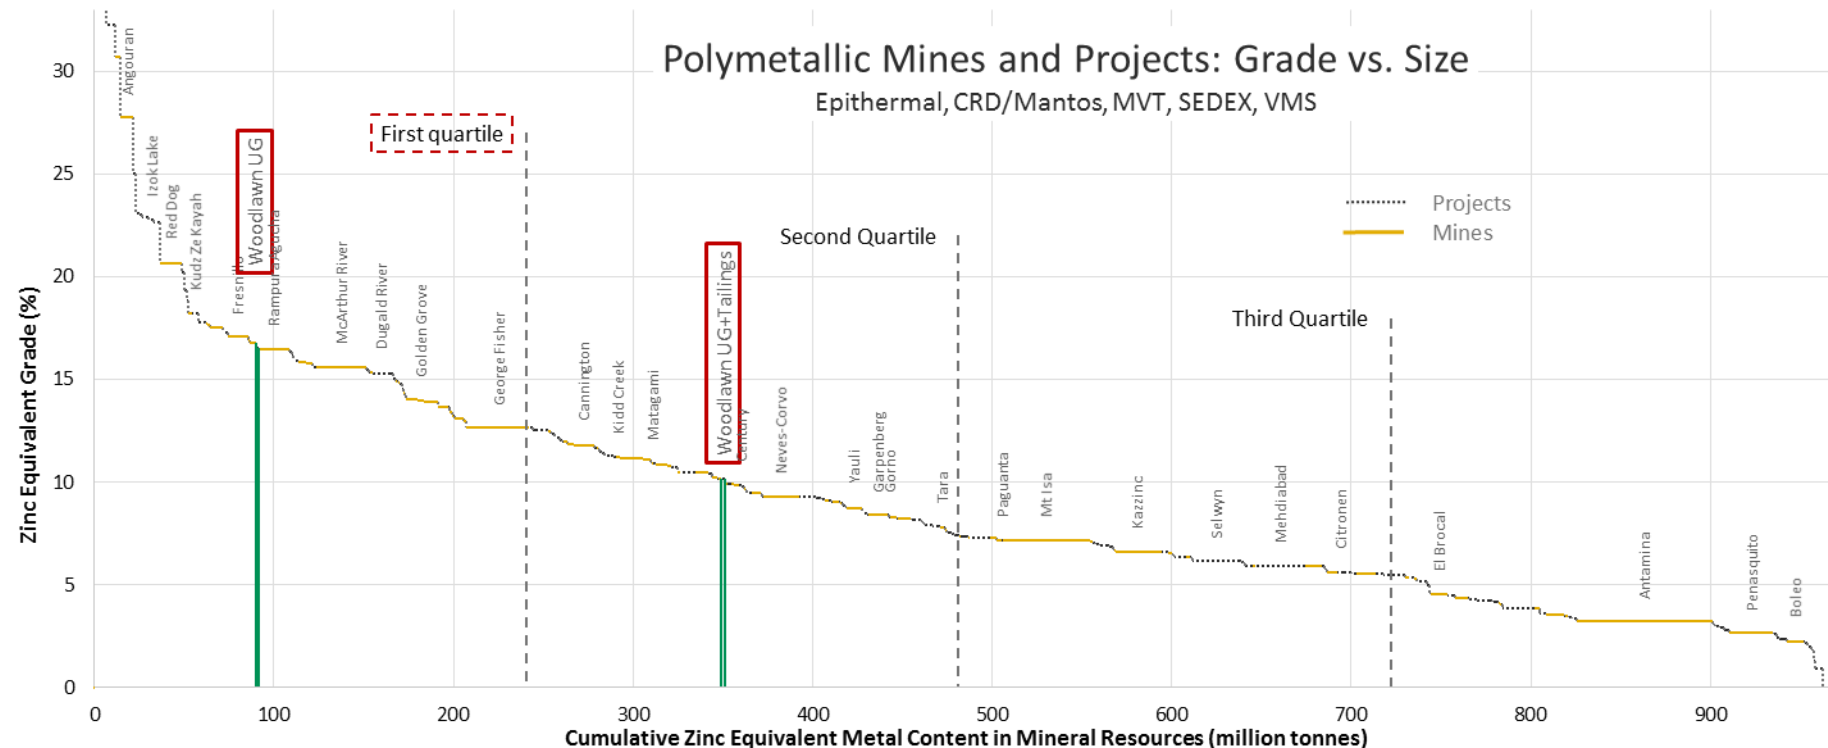 Polymetallic Mines and Projects: Grade vs. Size
Epithermal, CRD/Mantos, MVT, SEDEX, VMS
First quartile
Second Quartile
Third Quartile
Projects
Mines
Zinc Equivalent Grade (%)
30
25
20
15
10
5
0
Angouran
Izok Lake
Red Dog
Kudz Ze Kayah
Fresnillo
Woodlawn UG
Rampura Agucha
McArthur River
Dugald River
Golden Grove
George Fisher
Cannington
Kidd Creek
Matagami
Woodlawn UG+Tailings
Century
Neves-Corvo
Yauli
Garpenberg
Gorno
Tara
Paguanta
Mt Isa
Kazzinc
Selwyn
Mehdiabad
Citronen
El Brocal
Antamina
Penasquito
Boleo
0 100 200 300 400 500 600 700 800 900
Cumulative Zinc Equivalent Metal Content in Mineral Resources (million tonnes)